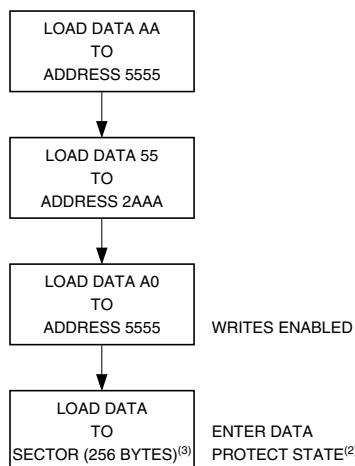 LOAD DATA AA
TO
ADDRESS 5555
LOAD DATA 55
TO
ADDRESS 2AAA
LOAD DATA A0
TO
ADDRESS 5555
WRITES ENABLED
LOAD DATA
TO
SECTOR (256 BYTES)(3)
ENTER DATA
PROTECT STATE(2)